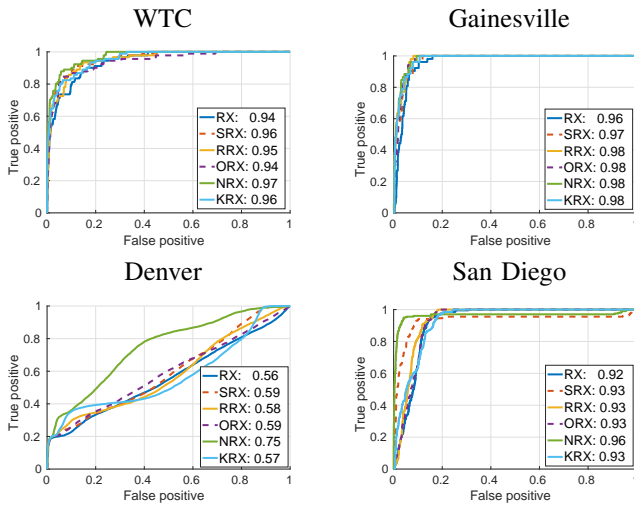 WTC
1
0.8
0.6
0.4
0.2
0
True positive
RX: 0.94
SRX: 0.96
RRX: 0.95
ORX: 0.94
NRX: 0.97
KRX: 0.96
0 0.2 0.4 0.6 0.8 1
False positive
Gainesville
1
0.8
0.6
0.4
0.2
0
True positive
RX: 0.96
SRX: 0.97
RRX: 0.98
ORX: 0.98
NRX: 0.98
KRX: 0.98
0 0.2 0.4 0.6 0.8 1
False positive
Denver
1
0.8
0.6
0.4
0.2
0
True positive
RX: 0.56
SRX: 0.59
RRX: 0.58
ORX: 0.59
NRX: 0.75
KRX: 0.57
0 0.2 0.4 0.6 0.8 1
False positive
San Diego
1
0.8
0.6
0.4
0.2
0
True positive
RX: 0.92
SRX: 0.93
RRX: 0.93
ORX: 0.93
NRX: 0.96
KRX: 0.93
0 0.2 0.4 0.6 0.8 1
False positive